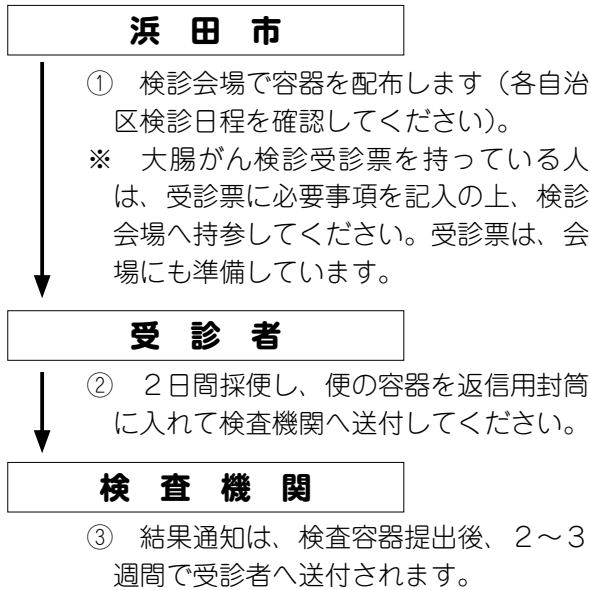 浜田市
① 検診会場で容器を配布します（各自治
区検診日程を確認してください）。
※ 大腸がん検診受診票を持っている人
は、受診票に必要事項を記入の上、検診
会場へ持参してください。受診票は、会
場にも準備しています。
受診者
② ２日間採便し、便の容器を返信用封筒
に入れて検査機関へ送付してください。
検査機関
③ 結果通知は、検査容器提出後、２～３
週間で受診者へ送付されます。